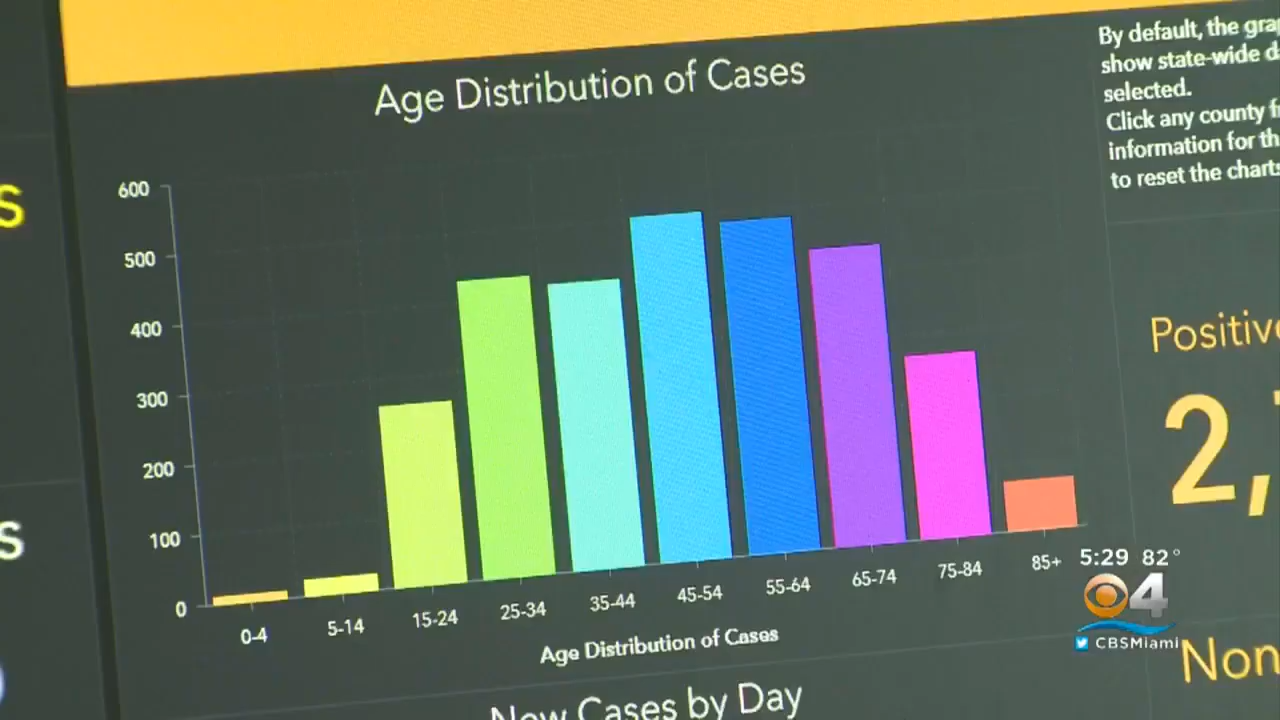 Age Distribution of Cases
600
500
400
300
200
100
0
0-4
5-14
15-24
25-34
35-44
45-54
55-64
65-74
75-84
85+
Age Distribution of Cases
New Cases by Day
By default, the
show state-wide
selected.
Click any county
information for
to reset the charts
Positive
2,
Non
S
S
5:29 82°
4
CBSMiami